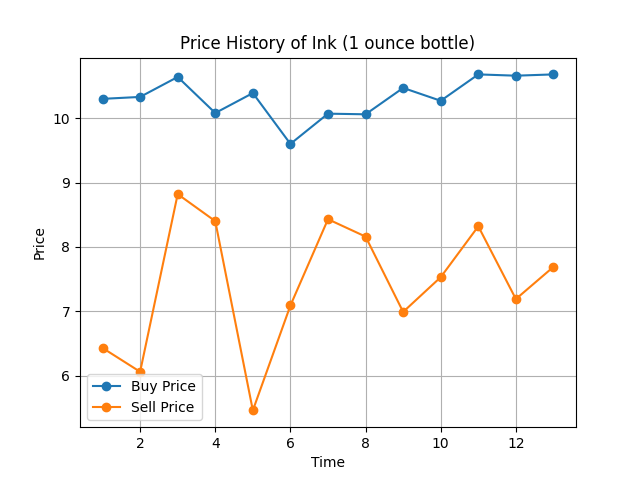 Price History of Ink (1 ounce bottle)
Price
10
9
8
7
6
Buy Price
Sell Price
2 4 6 8 10 12
Time